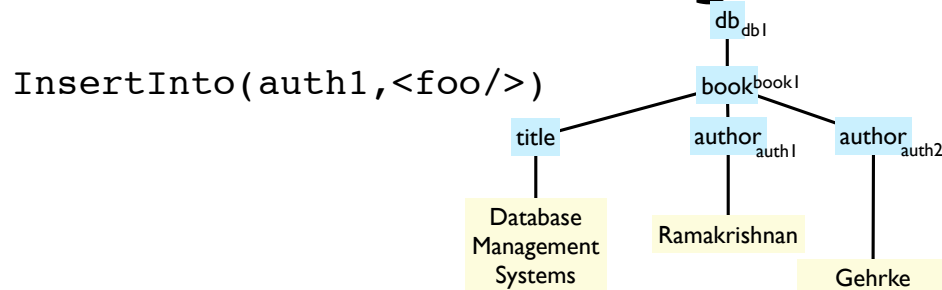 db db1
InsertInto(auth1,<foo/>)
book book1
title
author auth1
author auth2
Database
Management
Systems
Ramakrishnan
Gehrke